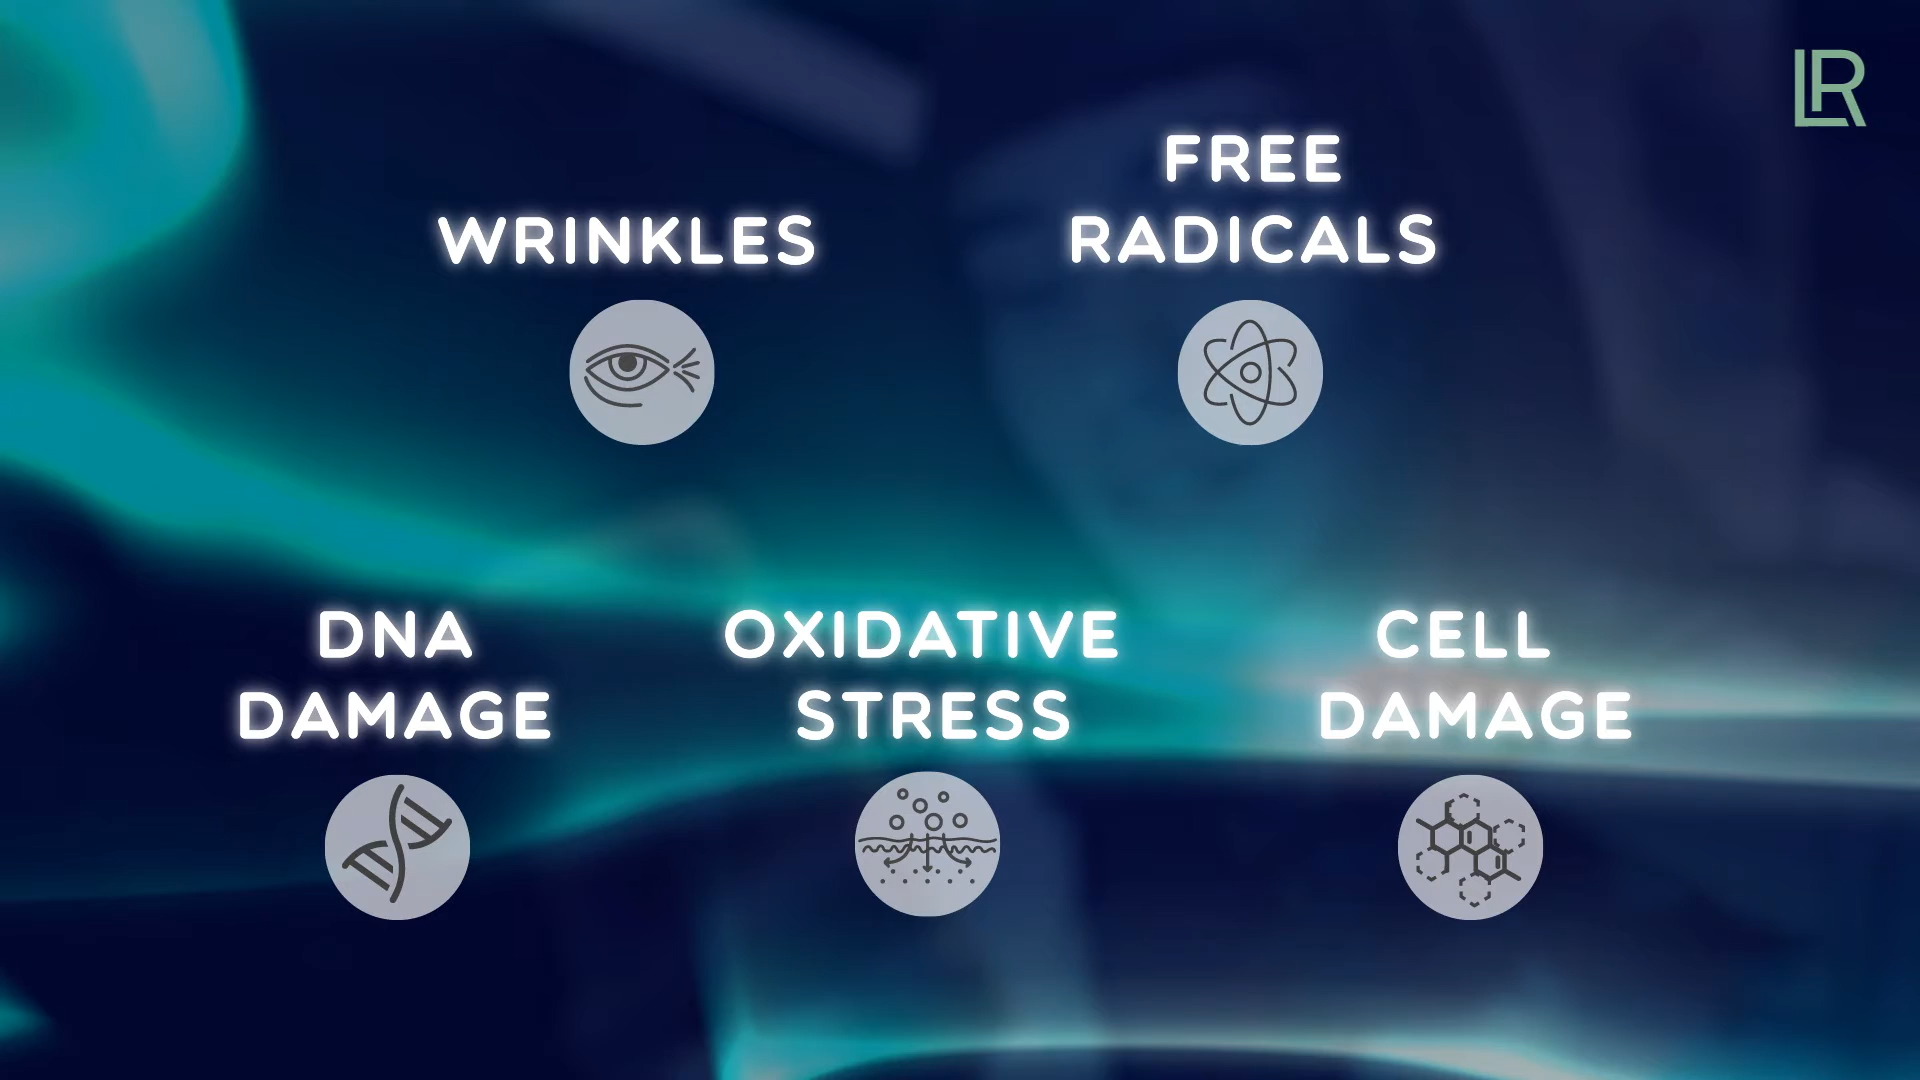 LR
WRINKLES
FREE
RADICALS
DNA
DAMAGE
OXIDATIVE
STRESS
CELL
DAMAGE